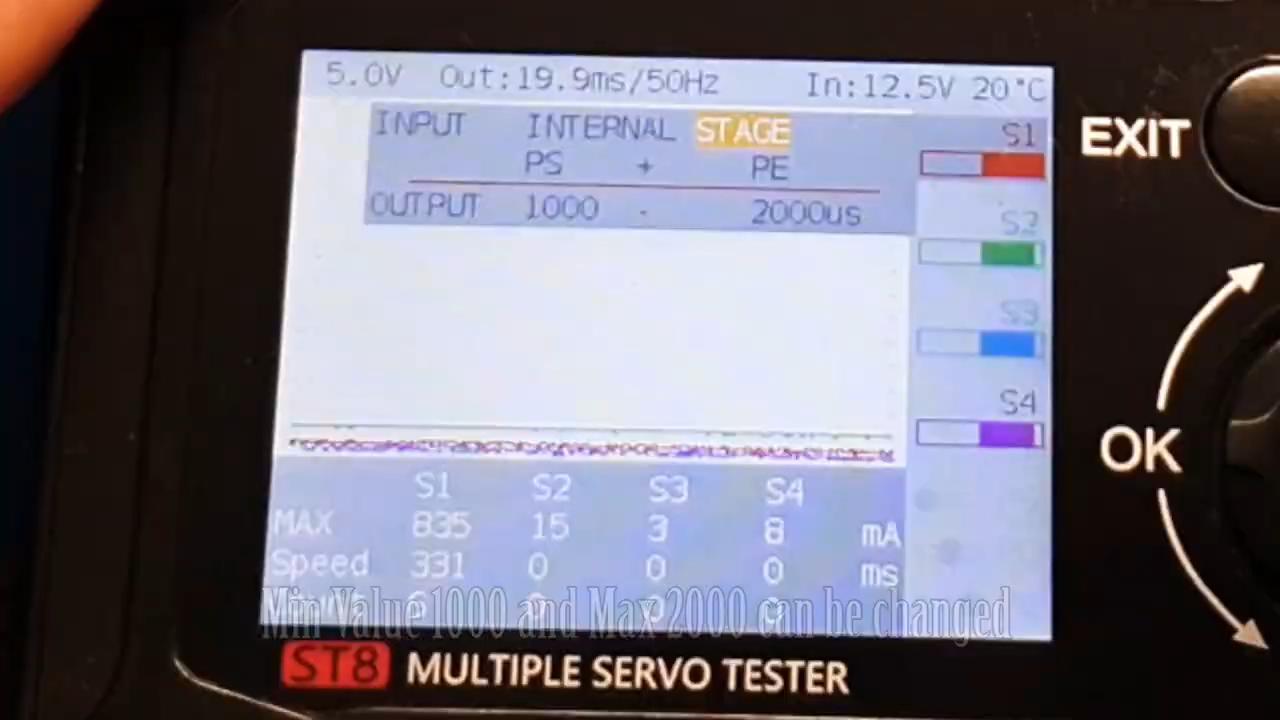 5.0V Out:19.9ms/50Hz In:12.5V 20°C
INPUT INTERNAL STAGE
PS + PE
OUTPUT 1000 - 2000us
S1
S2
S3
S4
EXIT
OK
S1 S2 S3 S4
MAX 835 15 3 8 mA
Speed 331 0 0 0 ms
Min Value 1000 and Max 2000 can be changed
ST8 MULTIPLE SERVO TESTER